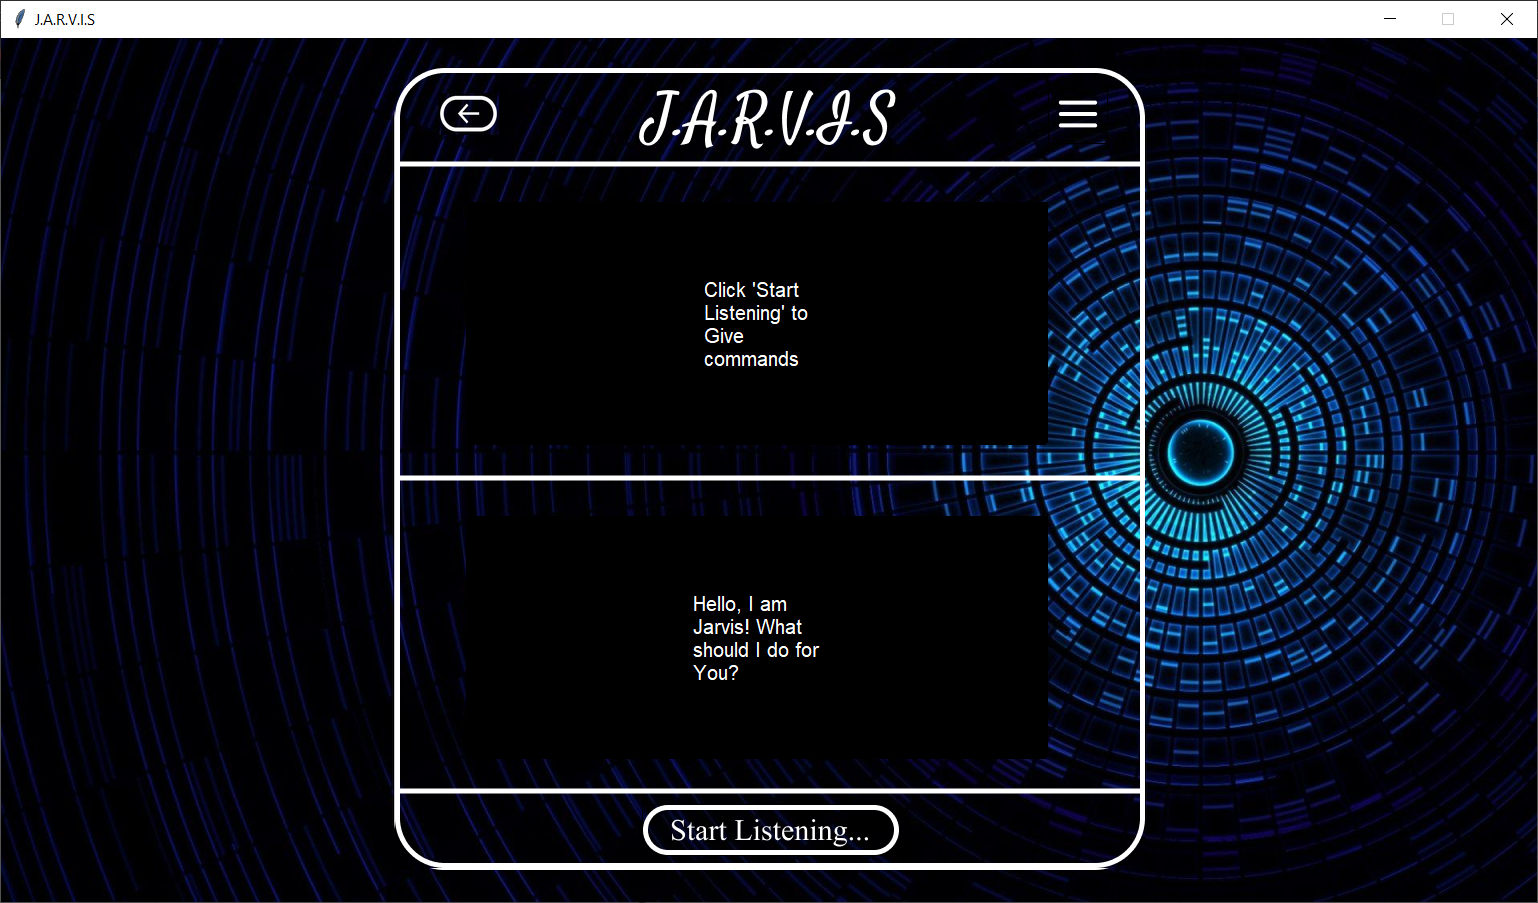 J.A.R.V.I.S
J.A.R.V.I.S
Click 'Start
Listening' to
Give
commands
Hello, I am
Jarvis! What
should I do for
You?
Start Listening...